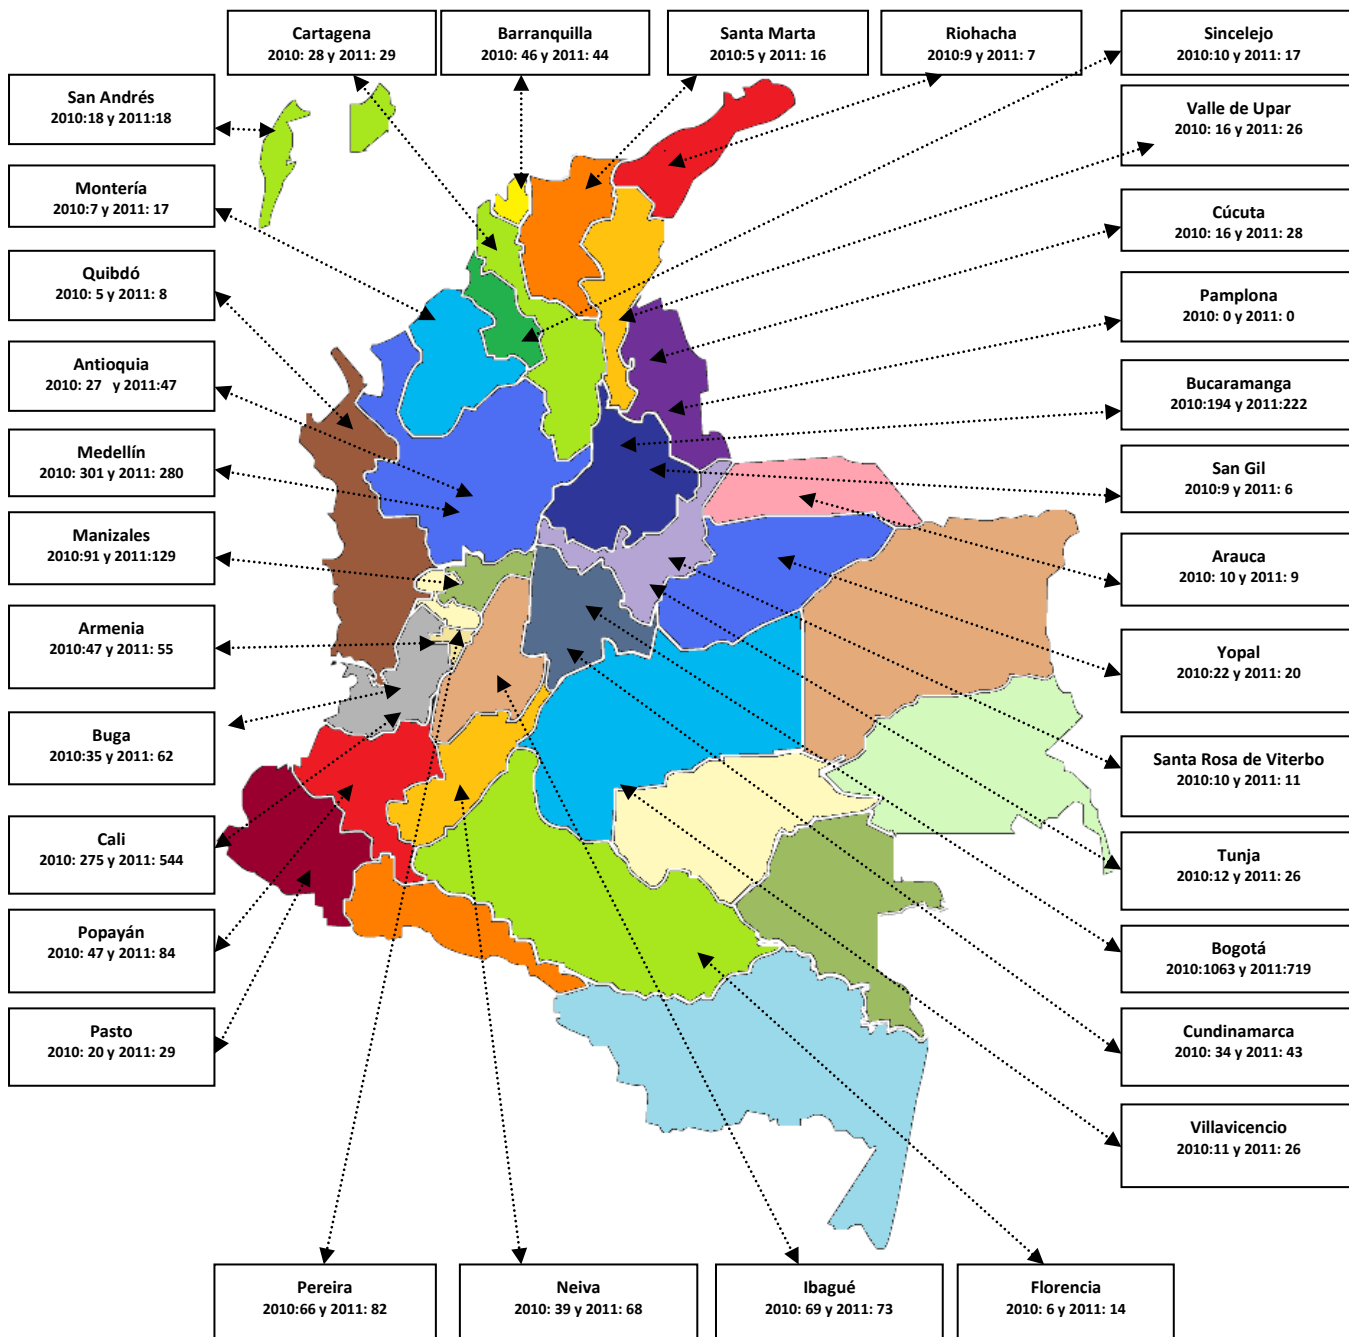 Cartagena
2010: 28 y 2011: 29
Barranquilla
2010: 46 y 2011: 44
Santa Marta
2010:5 y 2011: 16
Riohacha
2010:9 y 2011: 7
Sincelejo
2010:10 y 2011: 17
San Andrés
2010:18 y 2011:18
Valle de Upar
2010: 16 y 2011: 26
Montería
2010:7 y 2011: 17
Cúcuta
2010: 16 y 2011: 28
Quibdó
2010: 5 y 2011: 8
Pamplona
2010: 0 y 2011: 0
Antioquia
2010: 27 y 2011:47
Bucaramanga
2010:194 y 2011:222
Medellín
2010: 301 y 2011: 280
San Gil
2010:9 y 2011: 6
Manizales
2010:91 y 2011:129
Arauca
2010: 10 y 2011: 9
Armenia
2010:47 y 2011: 55
Yopal
2010:22 y 2011: 20
Buga
2010:35 y 2011: 62
Santa Rosa de Viterbo
2010:10 y 2011: 11
Cali
2010: 275 y 2011: 544
Tunja
2010:12 y 2011: 26
Popayán
2010: 47 y 2011: 84
Bogotá
2010:1063 y 2011:719
Pasto
2010: 20 y 2011: 29
Cundinamarca
2010: 34 y 2011: 43
Villavicencio
2010:11 y 2011: 26
Pereira
2010:66 y 2011: 82
Neiva
2010: 39 y 2011: 68
Ibagué
2010: 69 y 2011: 73
Florencia
2010: 6 y 2011: 14